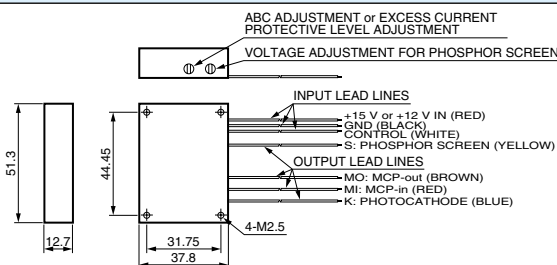 ABC ADJUSTMENT or EXCESS CURRENT
PROTECTIVE LEVEL ADJUSTMENT
VOLTAGE ADJUSTMENT FOR PHOSPHOR SCREEN
INPUT LEAD LINES
+15 V or +12 V IN (RED)
GND (BLACK)
CONTROL (WHITE)
S: PHOSPHOR SCREEN (YELLOW)
OUTPUT LEAD LINES
MO: MCP-out (BROWN)
MI: MCP-in (RED)
K: PHOTOCATHODE (BLUE)
51.3
44.45
4-M2.5
12.7
31.75
37.8